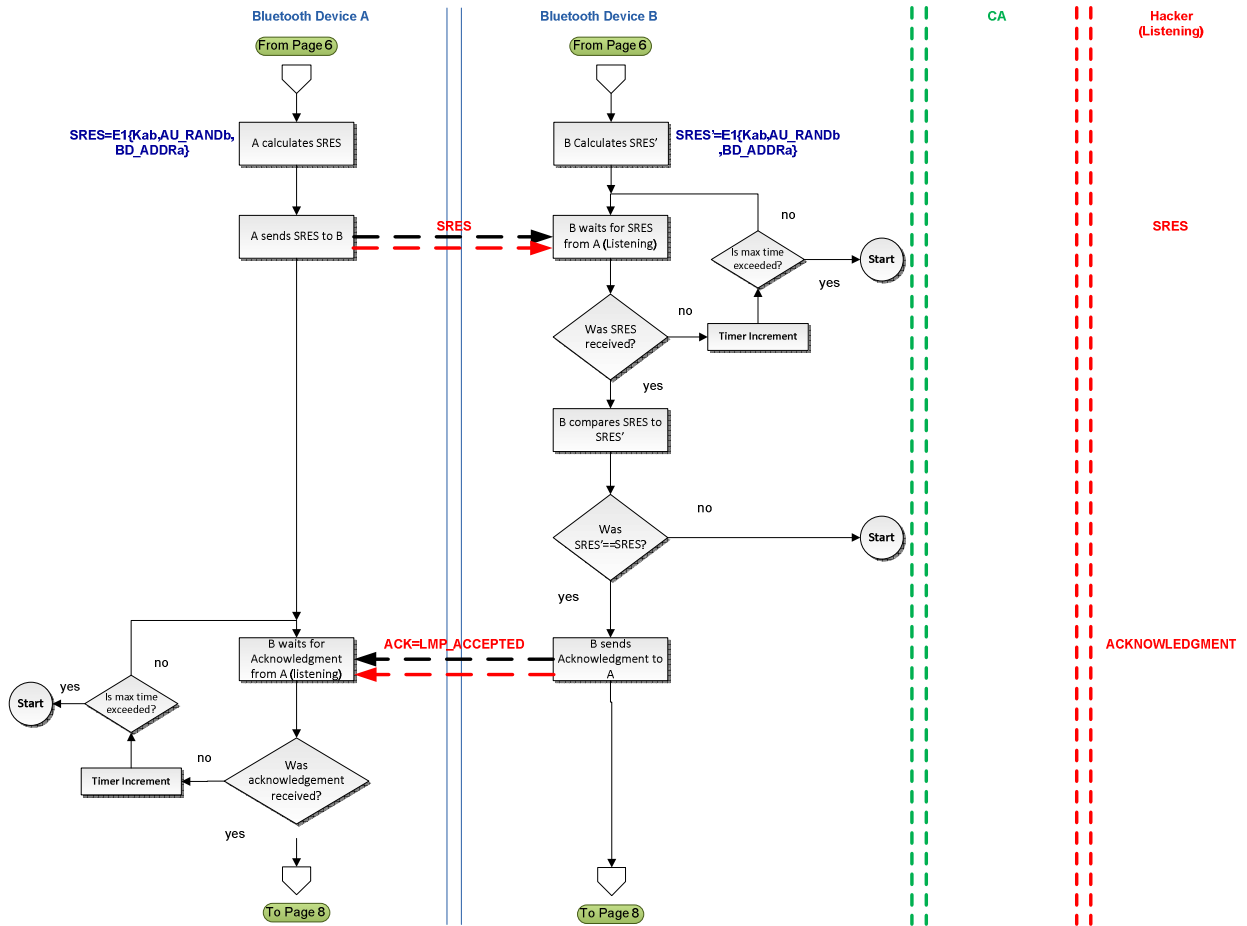 Bluetooth Device A
Bluetooth Device B
CA
Hacker
(Listening)
From Page 6
From Page 6
SRES=E1{Kab,AU_RANDb,
BD_ADDRa}
A calculates SRES
B Calculates SRES'
SRES'=E1{Kab,AU_RANDb
,BD_ADDRa}
A sends SRES to B
SRES
B waits for SRES
from A (Listening)
no
Is max time
exceeded?
yes
Start
SRES
Was SRES
received?
no
Timer Increment
yes
B compares SRES to
SRES'
Was
SRES'==SRES?
no
Start
yes
B waits for
Acknowledgment
from A (listening)
ACK=LMP_ACCEPTED
B sends
Acknowledgment to
A
ACKNOWLEDGMENT
no
Is max time
exceeded?
yes
Start
Timer Increment
no
Was
acknowledgement
received?
yes
To Page 8
To Page 8